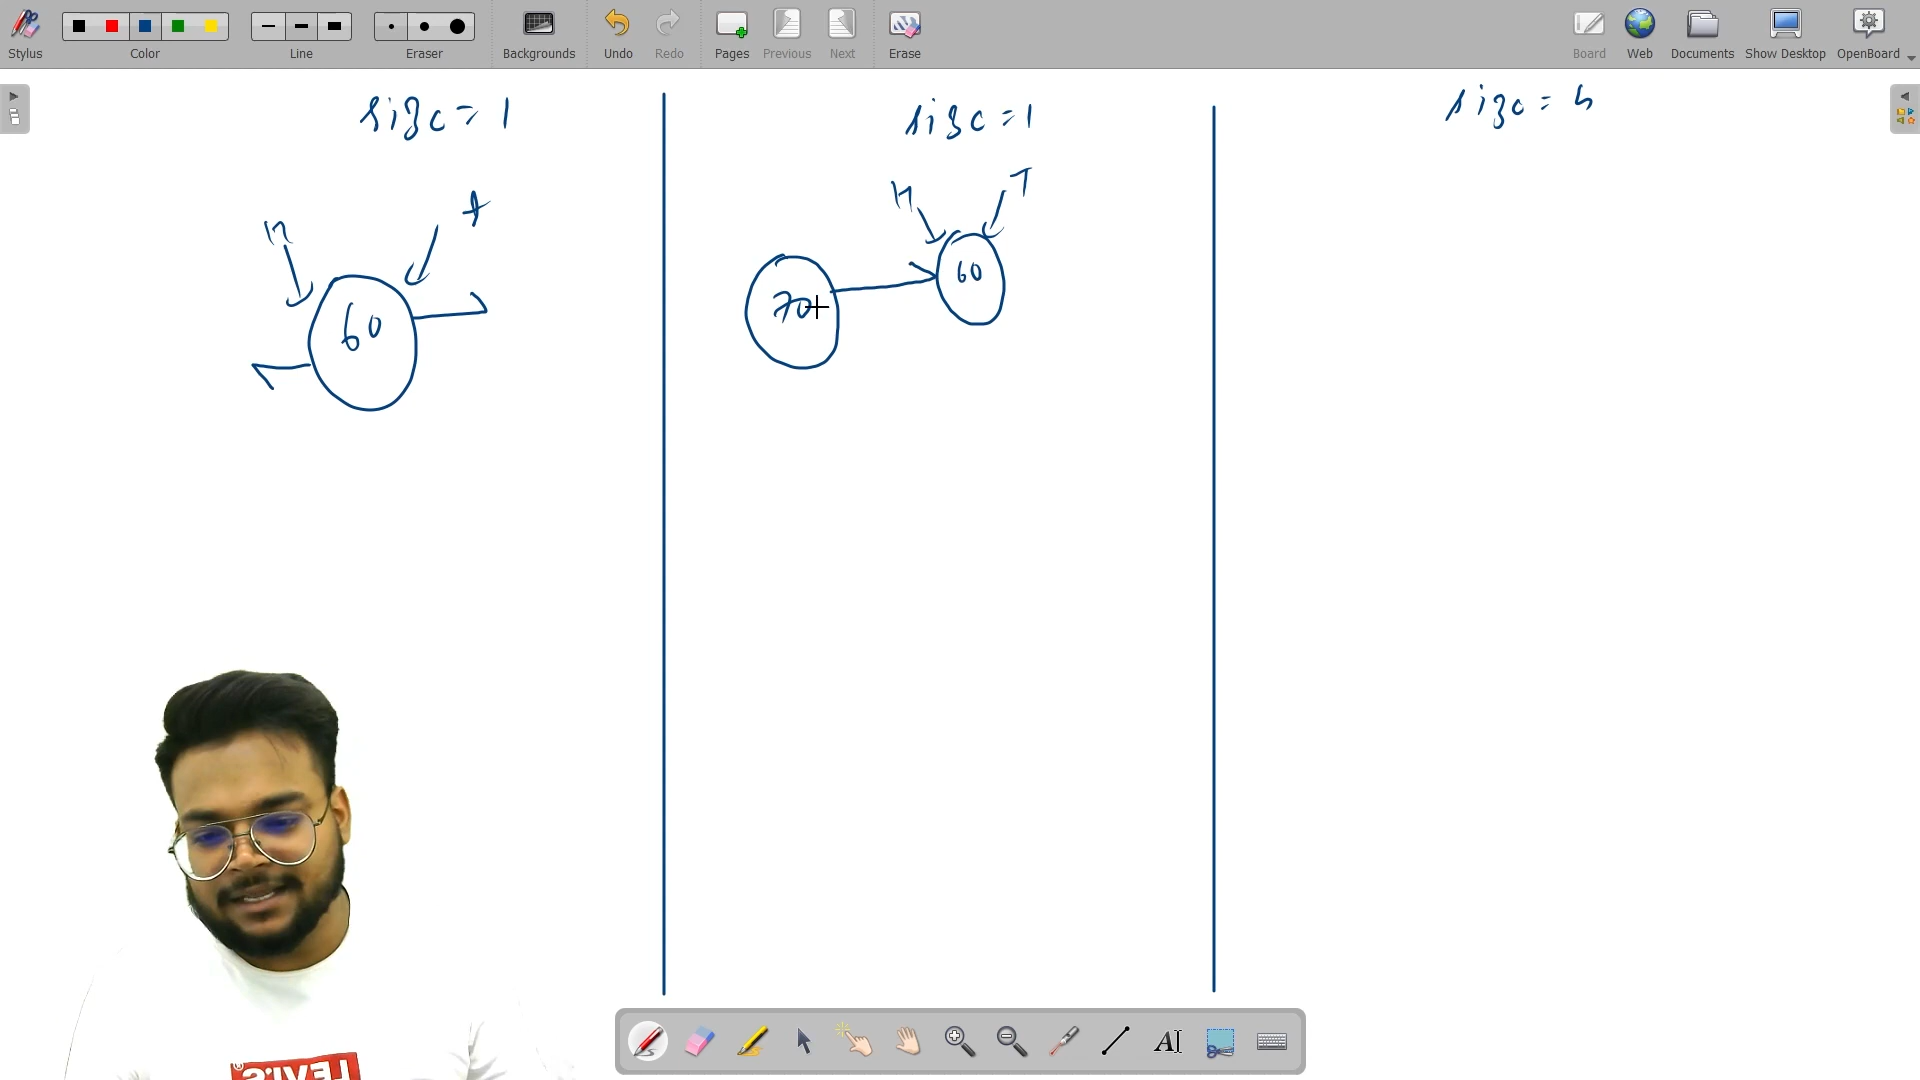 Stylus
Color
Line
Eraser
Backgrounds
Undo
Redo
Pages
Previous
Next
Erase
Board
Web
Documents
Show Desktop
OpenBoard
size = 1
H
t
60
size = 1
H
T
70
60
size =
LEVI'S